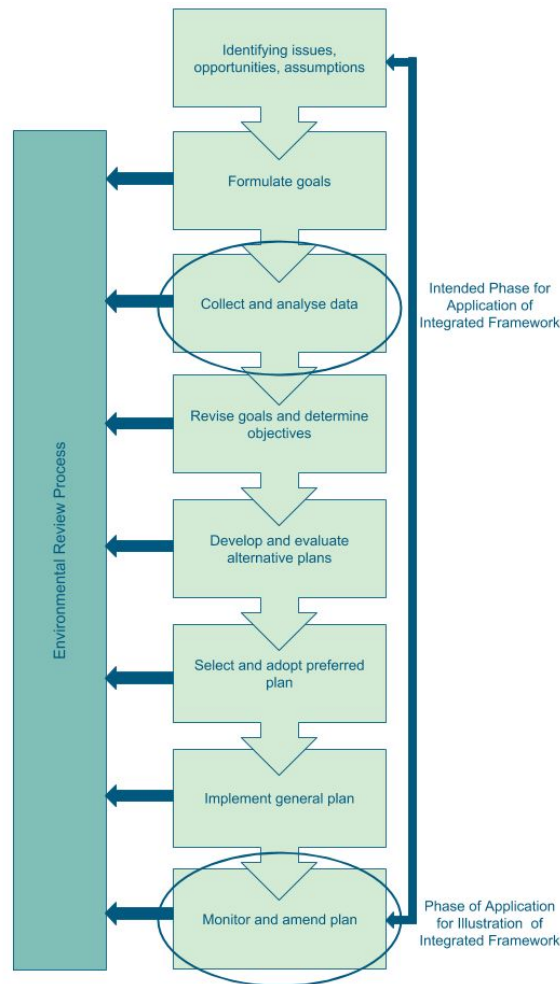 Identifying issues,
opportunities, assumptions
Formulate goals
Collect and analyse data
Intended Phase for
Application of
Integrated Framework
Revise goals and determine
objectives
Environmental Review Process
Develop and evaluate
alternative plans
Select and adopt preferred
plan
Implement general plan
Monitor and amend plan
Phase of Application
for Illustration of
Integrated Framework